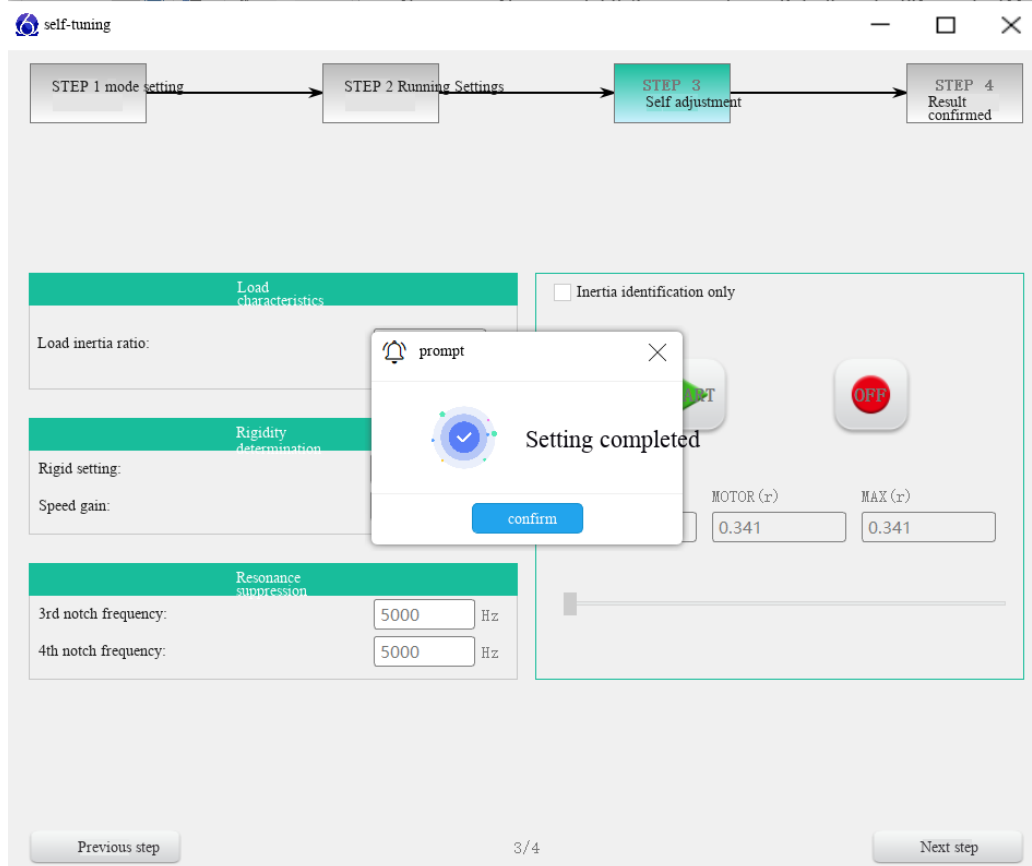 self-tuning
STEP 1 mode setting
STEP 2 Running Settings
STEP 3
Self adjustment
STEP 4
Result
confirmed
Load
characteristics
Load inertia ratio:
Inertia identification only
prompt
Setting completed
confirm
OFF
Rigidity
determination
Rigid setting:
Speed gain:
MOTOR(r)
MAX(r)
0.341
0.341
Resonance
suppression
3rd notch frequency:
5000
Hz
4th notch frequency:
5000
Hz
Previous step
3/4
Next step